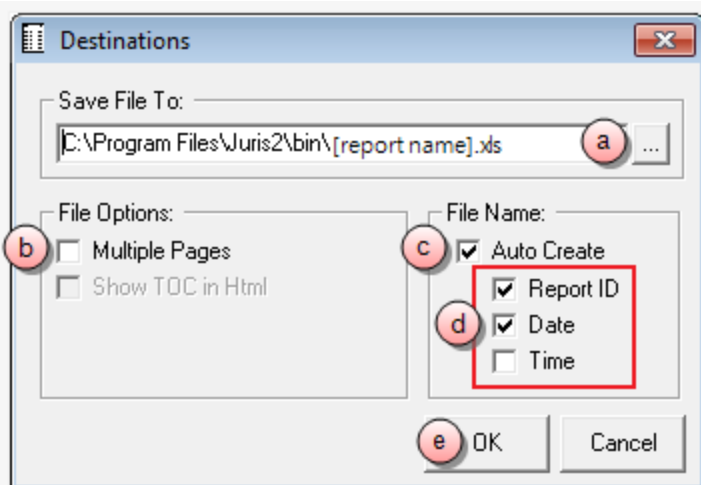 Destinations
Save File To:
C:\Program Files\Juris2\bin\[report name].xls
a
...
File Options:
b
Multiple Pages
Show TOC in Html
File Name:
c
Auto Create
Report ID
d
Date
Time
e
OK
Cancel